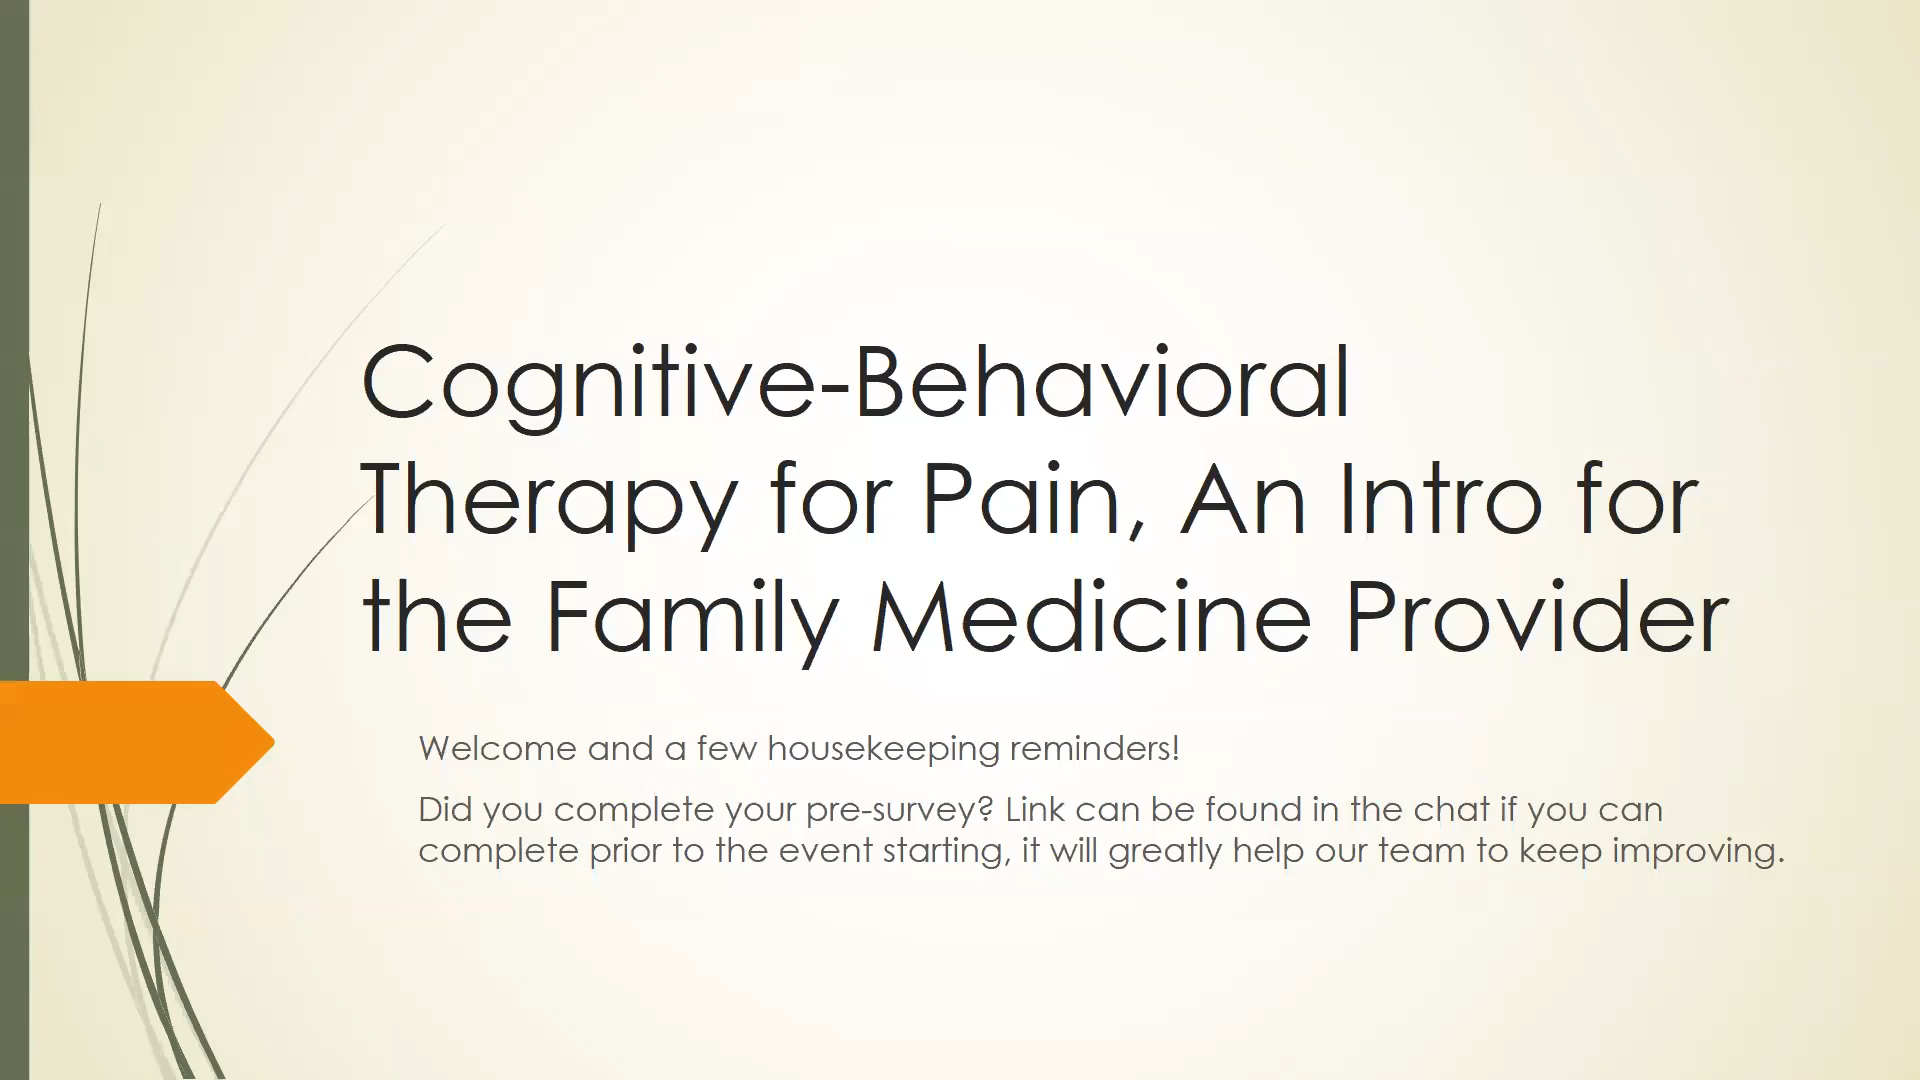 Cognitive-Behavioral
Therapy for Pain, An Intro for
the Family Medicine Provider
Welcome and a few housekeeping reminders!
Did you complete your pre-survey? Link can be found in the chat if you can
complete prior to the event starting, it will greatly help our team to keep improving.